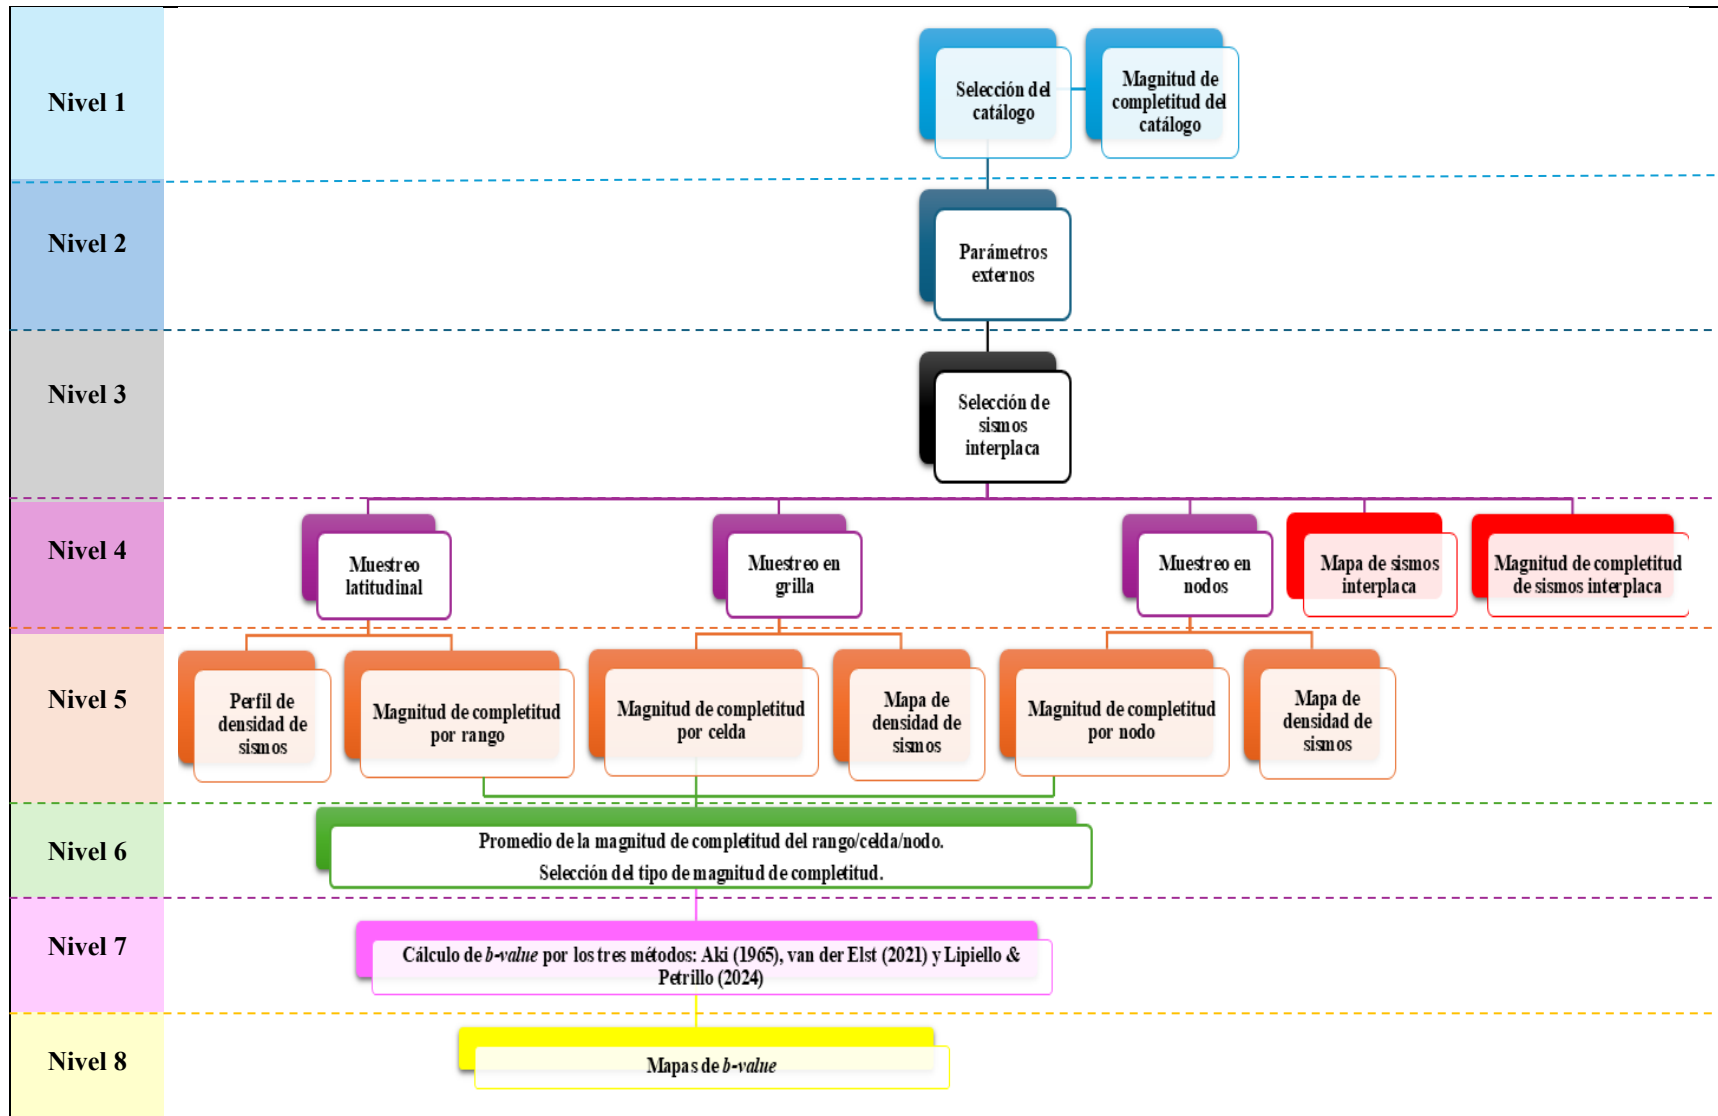 Nivel 1
Selección del
catálogo
Magnitud de
completitud del
catálogo
Nivel 2
Parámetros
externos
Nivel 3
Selección de
sismos
interplaca
Nivel 4
Muestreo
latitudinal
Muestreo en
grilla
Muestreo en
nodos
Mapa de sismos
interplaca
Magnitud de completitud
de sismos interplaca
Nivel 5
Perfil de
densidad de
sismos
Magnitud de completitud
por rango
Magnitud de completitud
por celda
Mapa de
densidad de
sismos
Magnitud de completitud
por nodo
Mapa de
densidad de
sismos
Nivel 6
Promedio de la magnitud de completitud del rango/celda/nodo.
Selección del tipo de magnitud de completitud.
Nivel 7
Cálculo de b-value por los tres métodos: Aki (1965), van der Elst (2021) y Lipiello &
Petrillo (2024)
Nivel 8
Mapas de b-value